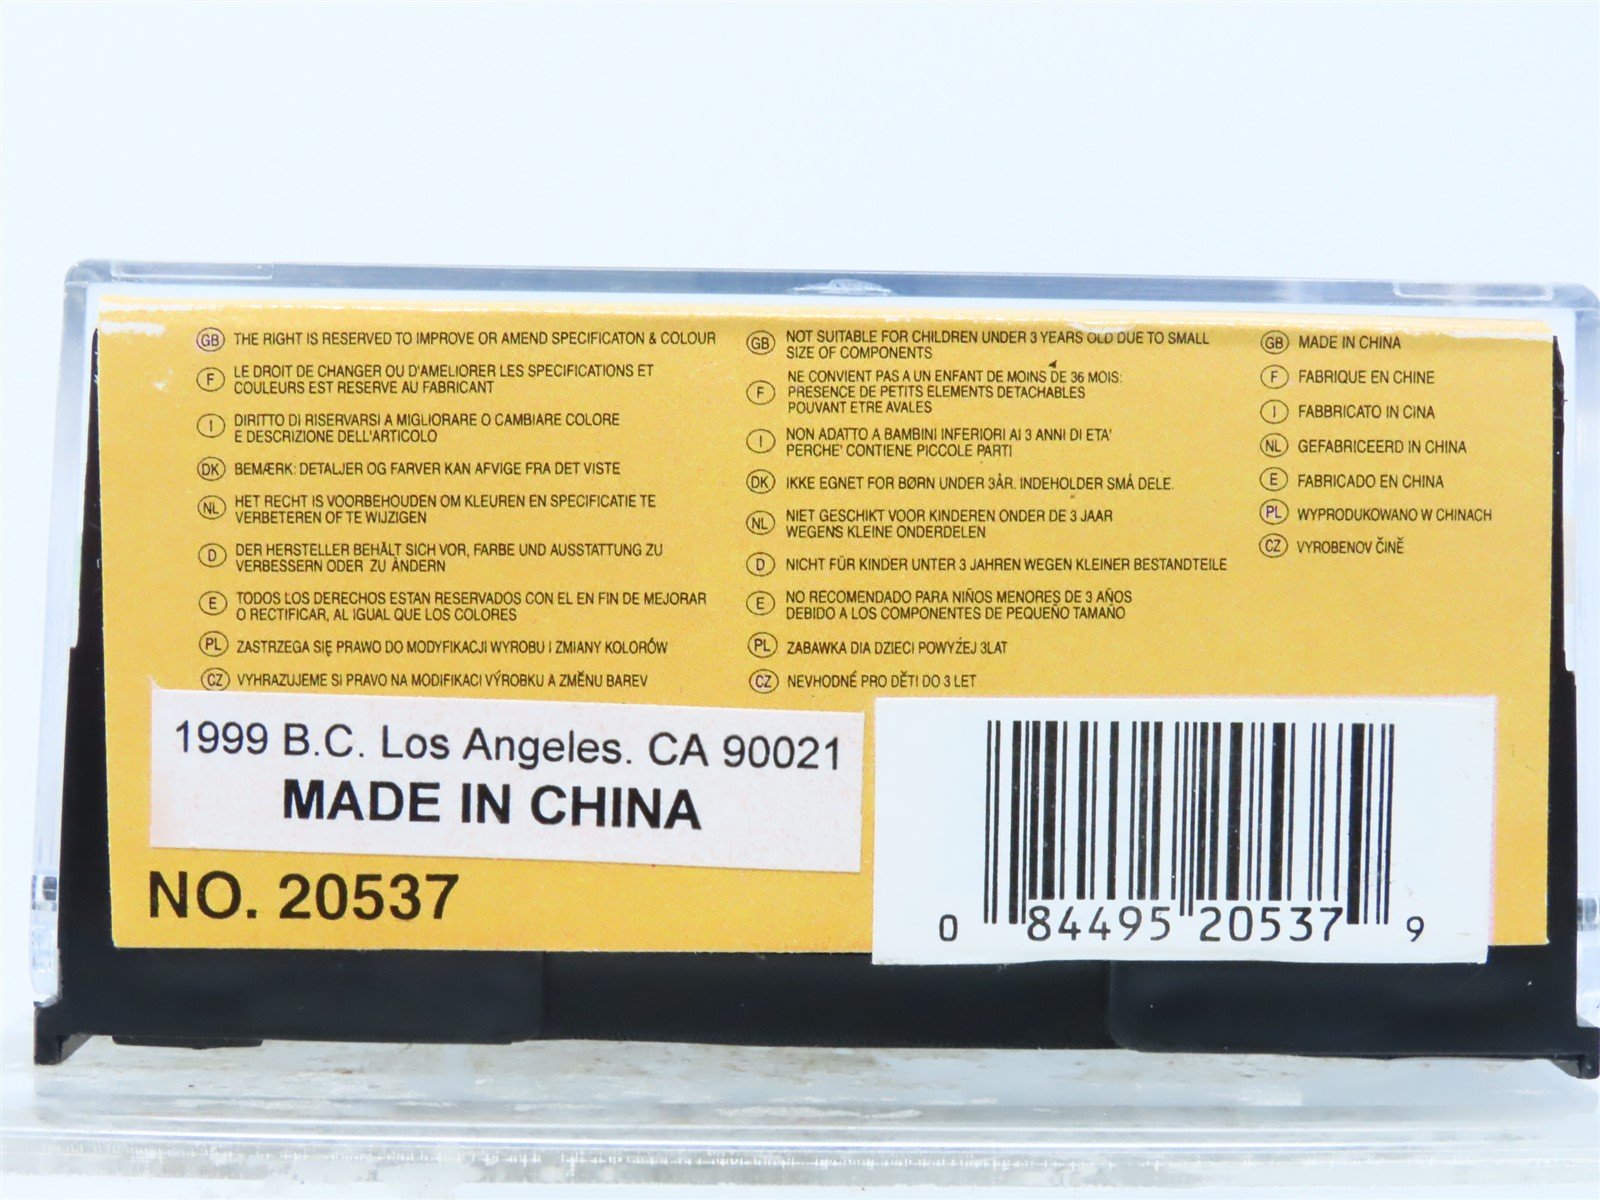 GB THE RIGHT IS RESERVED TO IMPROVE OR AMEND SPECIFICATON & COLOUR
F LE DROIT DE CHANGER OU D'AMELIORER LES SPECIFICATIONS ET
COULEURS EST RESERVE AU FABRICANT
I DIRITTO DI RISERVARSI A MIGLIORARE O CAMBIARE COLORE
E DESCRIZIONE DELL'ARTICOLO
DK BEMÆRK: DETALJER OG FARVER KAN AFVIGE FRA DET VISTE
NL HET RECHT IS VOORBEHOUDEN OM KLEUREN EN SPECIFICATIE TE
VERBETEREN OF TE WIJZIGEN
D DER HERSTELLER BEHÄLT SICH VOR, FARBE UND AUSSTATTUNG ZU
VERBESSERN ODER ZU ÄNDERN
E TODOS LOS DERECHOS ESTAN RESERVADOS CON EL EN FIN DE MEJORAR
O RECTIFICAR, AL IGUAL QUE LOS COLORES
PL ZASTRZEGA SIĘ PRAWO DO MODYFIKACJI WYROBU I ZMIANY KOLORÓW
CZ VYHRAZUJEME SI PRAVO NA MODIFIKACI VÝROBKU A ZMĚNU BAREV
GB NOT SUITABLE FOR CHILDREN UNDER 3 YEARS OLD DUE TO SMALL
SIZE OF COMPONENTS
F NE CONVIENT PAS A UN ENFANT DE MOINS DE 36 MOIS:
PRESENCE DE PETITS ELEMENTS DETACHABLES
POUVANT ETRE AVALES
I NON ADATTO A BAMBINI INFERIORI AI 3 ANNI DI ETA'
PERCHE' CONTIENE PICCOLE PARTI
DK IKKE EGNET FOR BØRN UNDER 3ÅR. INDEHOLDER SMÅ DELE.
NL NIET GESCHIKT VOOR KINDEREN ONDER DE 3 JAAR
WEGENS KLEINE ONDERDELEN
D NICHT FÜR KINDER UNTER 3 JAHREN WEGEN KLEINER BESTANDTEILE
E NO RECOMENDADO PARA NIÑOS MENORES DE 3 AÑOS
DEBIDO A LOS COMPONENTES DE PEQUEÑO TAMAÑO
PL ZABAWKA DIA DZIECI POWYŻEJ 3LAT
CZ NEVHODNÉ PRO DĚTI DO 3 LET
GB MADE IN CHINA
F FABRIQUE EN CHINE
I FABBRICATO IN CINA
NL GEFABRICEERD IN CHINA
E FABRICADO EN CHINA
PL WYPRODUKOWANO W CHINACH
CZ VYROBENOV ČINĚ
1999 B.C. Los Angeles. CA 90021
MADE IN CHINA
NO. 20537
0 84495 20537 9